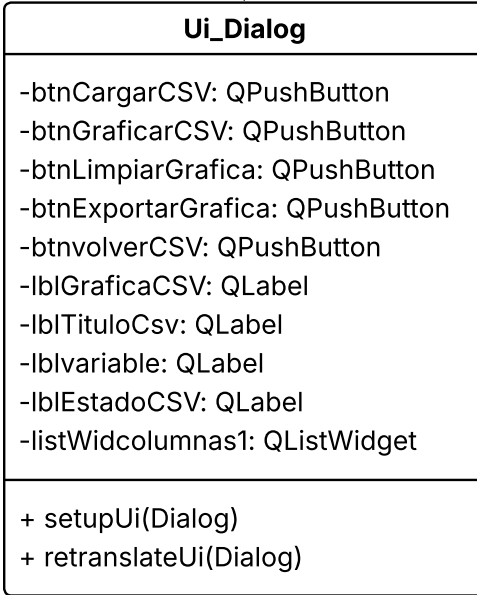 Ui_Dialog
-btnCargarCSV: QPushButton
-btnGraficarCSV: QPushButton
-btnLimpiarGrafica: QPushButton
-btnExportarGrafica: QPushButton
-btnvolverCSV: QPushButton
-lblGraficaCSV: QLabel
-lblTituloCsv: QLabel
-lblvariable: QLabel
-lblEstadoCSV: QLabel
-listWidcolumnas1: QListWidget
+ setupUi(Dialog)
+ retranslateUi(Dialog)